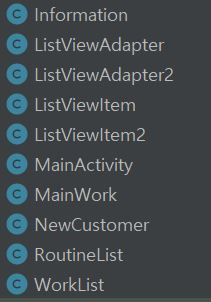 C Information
C ListViewAdapter
C ListViewAdapter2
C ListViewItem
C ListViewItem2
C MainActivity
C MainWork
C NewCustomer
C RoutineList
C WorkList